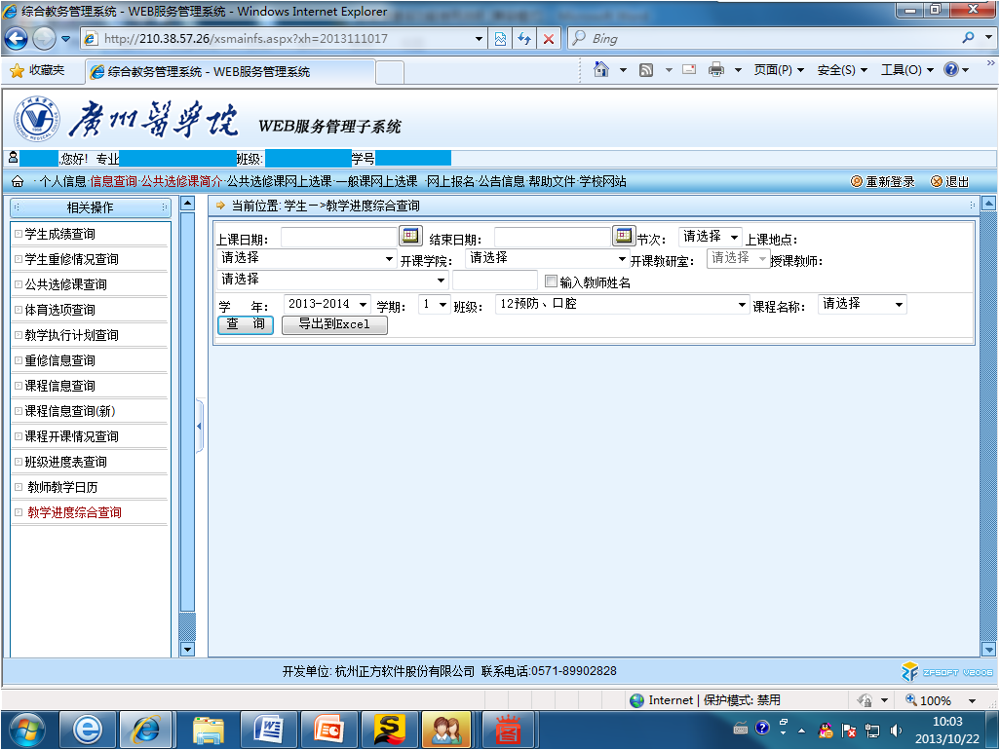 综合教务管理系统 - WEB服务管理系统 - Windows Internet Explorer
http://210.38.57.26/xsmainfs.aspx?xh=2013111017
Bing
收藏夹
综合教务管理系统 - WEB服务管理系统
页面(P) 安全(S) 工具(O) »
廣州醫學院 WEB服务管理子系统
,您好! 专业 班级: 学号
·个人信息·信息查询·公共选修课简介·公共选修课网上选课·一般课网上选课 ·网上报名·公告信息·帮助文件·学校网站 重新登录 退出
相关操作
当前位置: 学生—>教学进度综合查询
学生成绩查询
学生重修情况查询
公共选修课查询
体育选项查询
教学执行计划查询
重修信息查询
课程信息查询
课程信息查询(新)
课程开课情况查询
班级进度表查询
教师教学日历
教学进度综合查询
上课日期: 结束日期: 节次: 请选择 上课地点:
请选择 开课学院: 请选择 开课教研室: 请选择 授课教师:
请选择 输入教师姓名
学 年: 2013-2014 学期: 1 班级: 12预防、口腔 课程名称: 请选择
查 询 导出到Excel
开发单位: 杭州正方软件股份有限公司 联系电话:0571-89902828
ZFSOFT V2006
Internet | 保护模式: 禁用
100%
10:03
2013/10/22